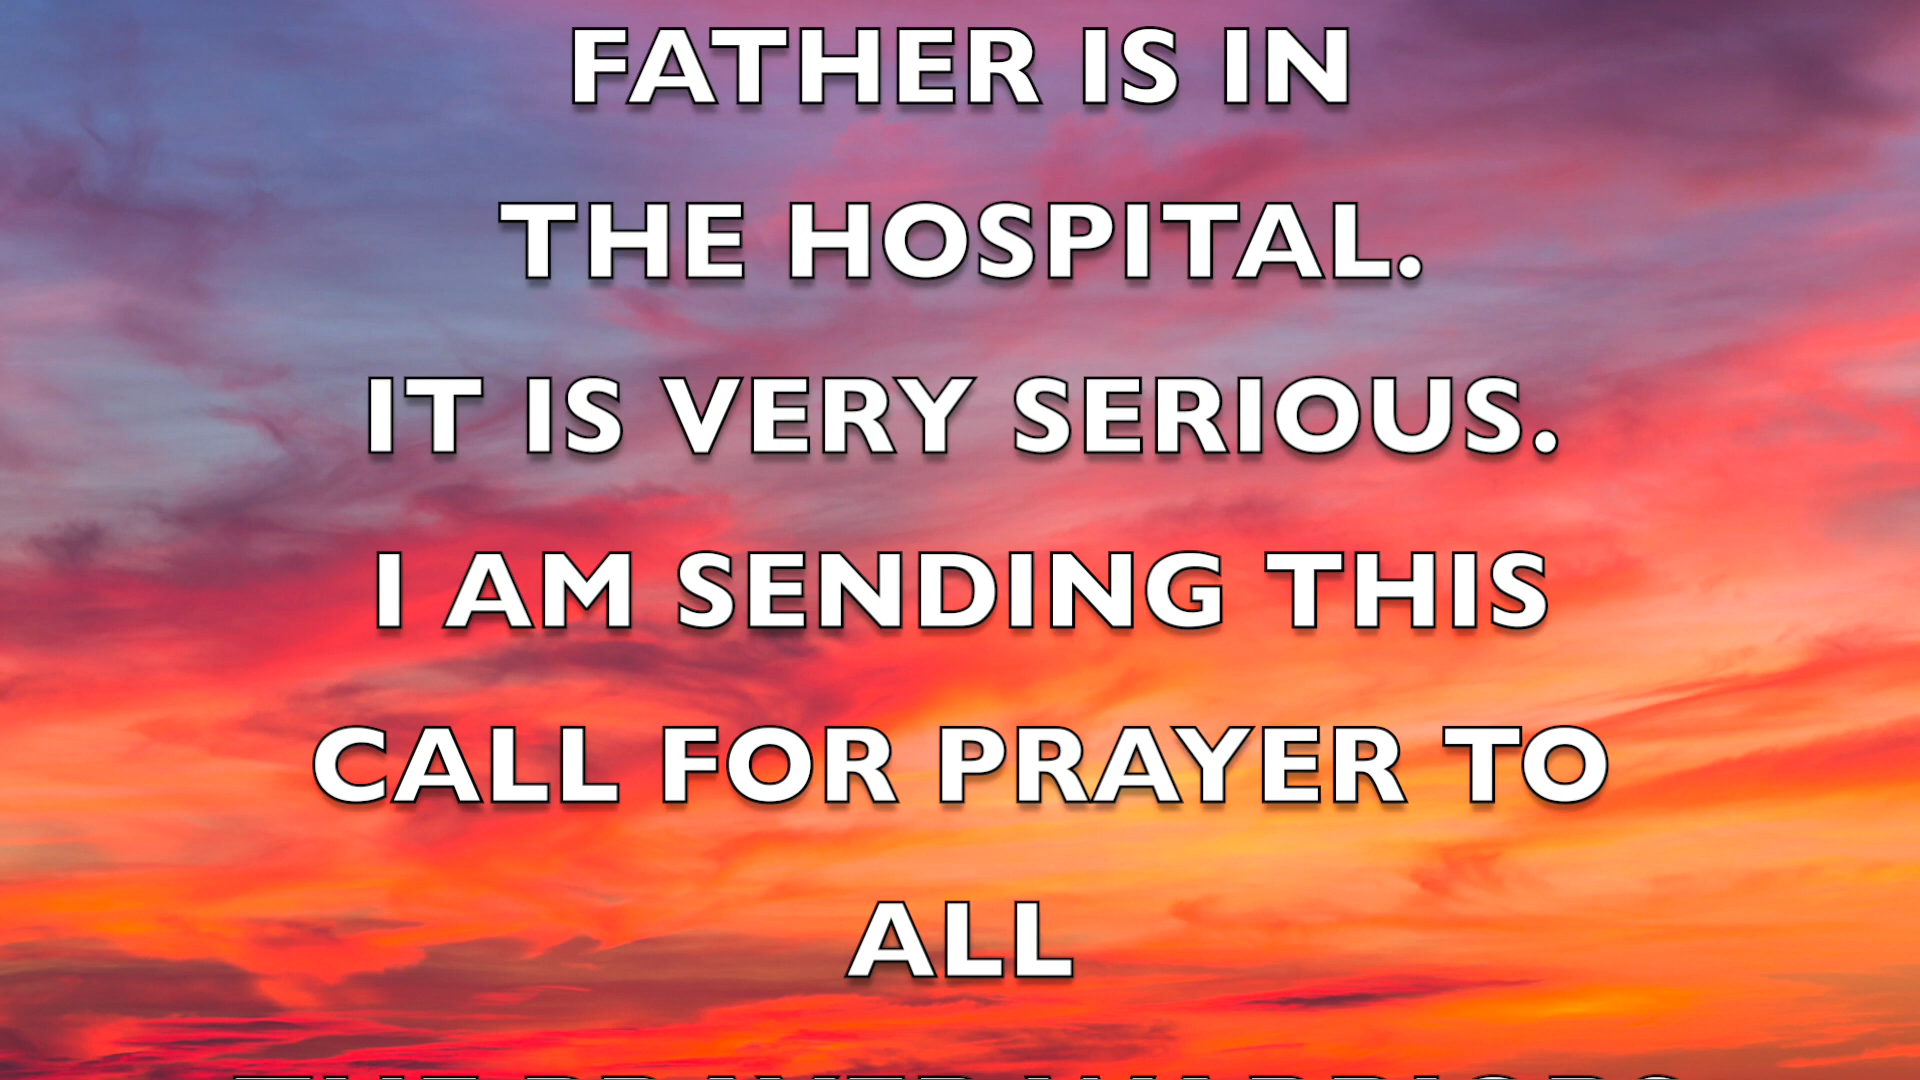 FATHER IS IN
THE HOSPITAL.
IT IS VERY SERIOUS.
I AM SENDING THIS
CALL FOR PRAYER TO
ALL